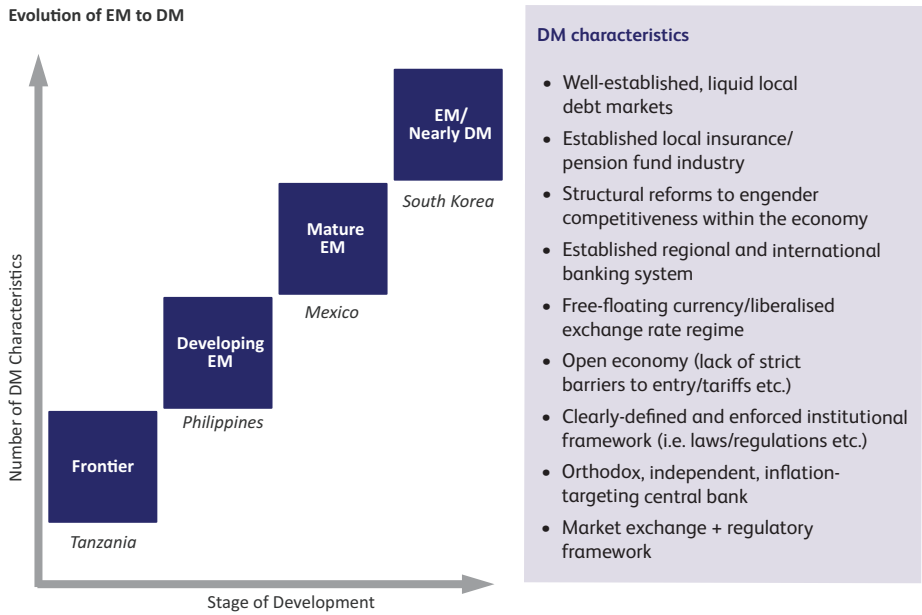 Evolution of EM to DM
Number of DM Characteristics
EM/
Nearly DM
South Korea
Mature
EM
Mexico
Developing
EM
Philippines
Frontier
Tanzania
Stage of Development
DM characteristics
• Well-established, liquid local
debt markets
• Established local insurance/
pension fund industry
• Structural reforms to engender
competitiveness within the economy
• Established regional and international
banking system
• Free-floating currency/liberalised
exchange rate regime
• Open economy (lack of strict
barriers to entry/tariffs etc.)
• Clearly-defined and enforced institutional
framework (i.e. laws/regulations etc.)
• Orthodox, independent, inflation-
targeting central bank
• Market exchange + regulatory
framework